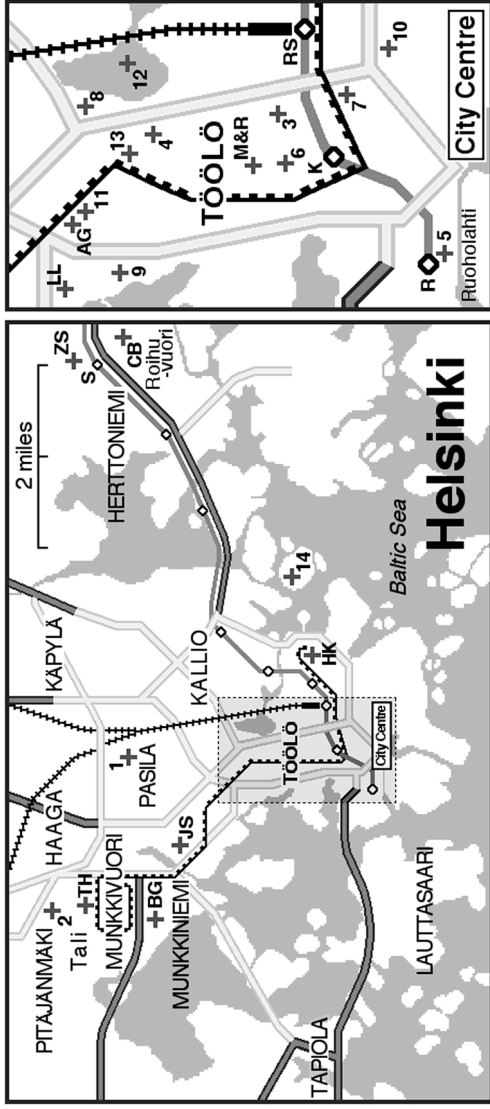 2 miles
PITÄJÄNMÄKI
2
Tali
TH
HAAGA
KÄPYLÄ
MUNKKIVUORI
1
PASILA
BG
MUNKKINIEMI
JS
KALLIO
HERTTONIEMI
ZS
S
CB
Roihu
-vuori
14
HK
TÖÖLÖ
City Centre
TAPIOLA
LAUTTASAARI
Baltic Sea
Helsinki
LL
AG
11
9
13
8
12
4
TÖÖLÖ
M&R
3
6
K
RS
7
10
R
5
Ruoholahti
City Centre